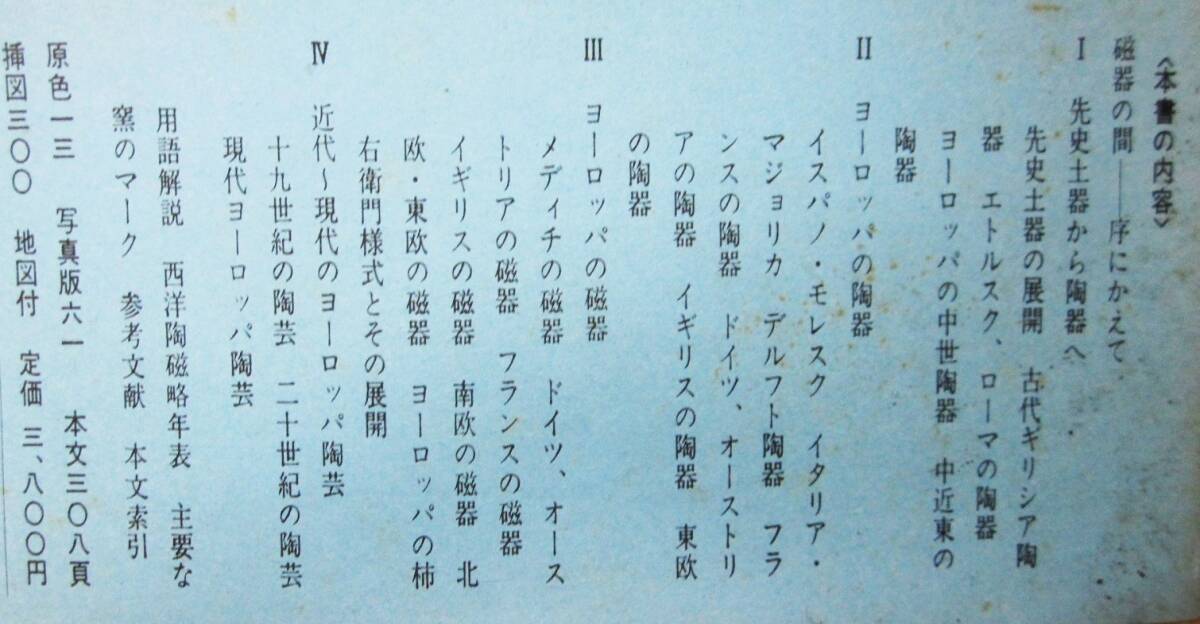 〈本書の内容〉
磁器の間――序にかえて
Ⅰ 先史土器から陶器へ
先史土器の展開 古代ギリシア陶
器 エトルスク、ローマの陶器
ヨーロッパの中世陶器 中近東の
陶器
Ⅱ ヨーロッパの陶器
イスパノ・モレスク イタリア・
マジョリカ デルフト陶器 フラ
ンスの陶器 ドイツ、オーストリ
アの陶器 イギリスの陶器 東欧
の陶器
Ⅲ ヨーロッパの磁器
メディチの磁器 ドイツ、オース
トリアの磁器 フランスの磁器
イギリスの磁器 南欧の磁器 北
欧・東欧の磁器 ヨーロッパの柿
右衛門様式とその展開
Ⅳ 近代〜現代のヨーロッパ陶芸
十九世紀の陶芸 二十世紀の陶芸
現代ヨーロッパ陶芸
用語解説 西洋陶磁略年表 主要な
窯のマーク 参考文献 本文索引
原色一三 写真版六一 本文三〇八頁
挿図三〇〇 地図付 定価 三、八〇〇円